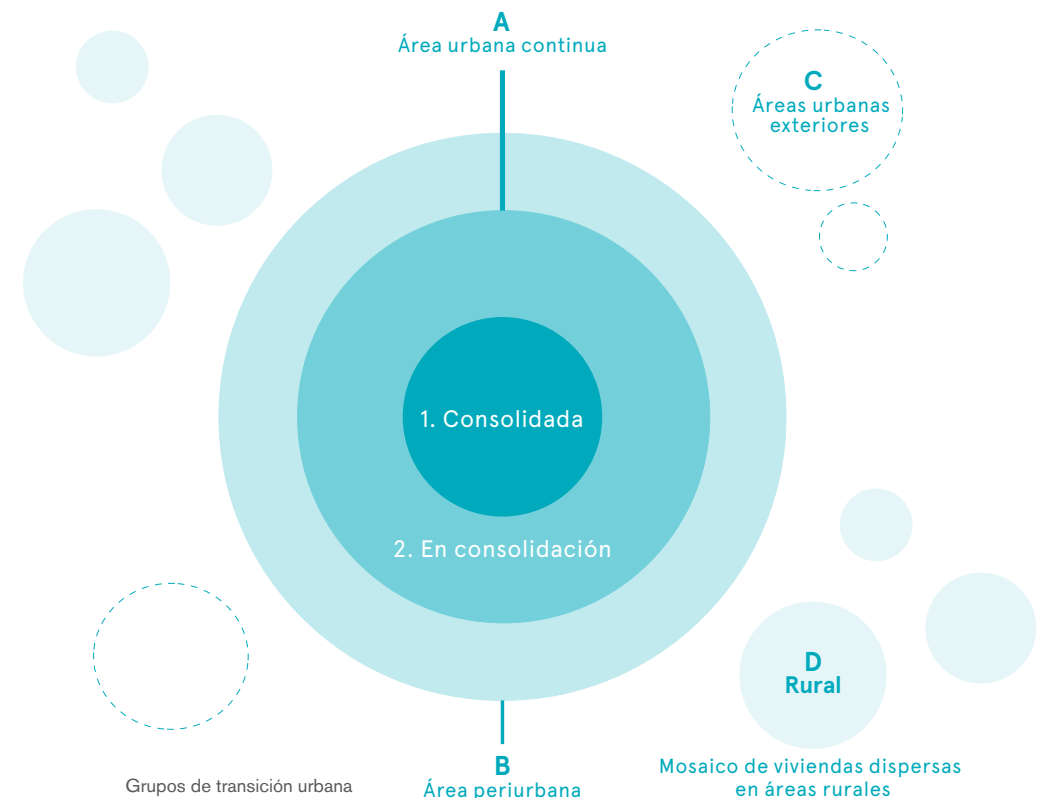 A
Área urbana continua
C
Áreas urbanas
exteriores
1. Consolidada
2. En consolidación
D
Rural
B
Área periurbana
Mosaico de viviendas dispersas
en áreas rurales
Grupos de transición urbana